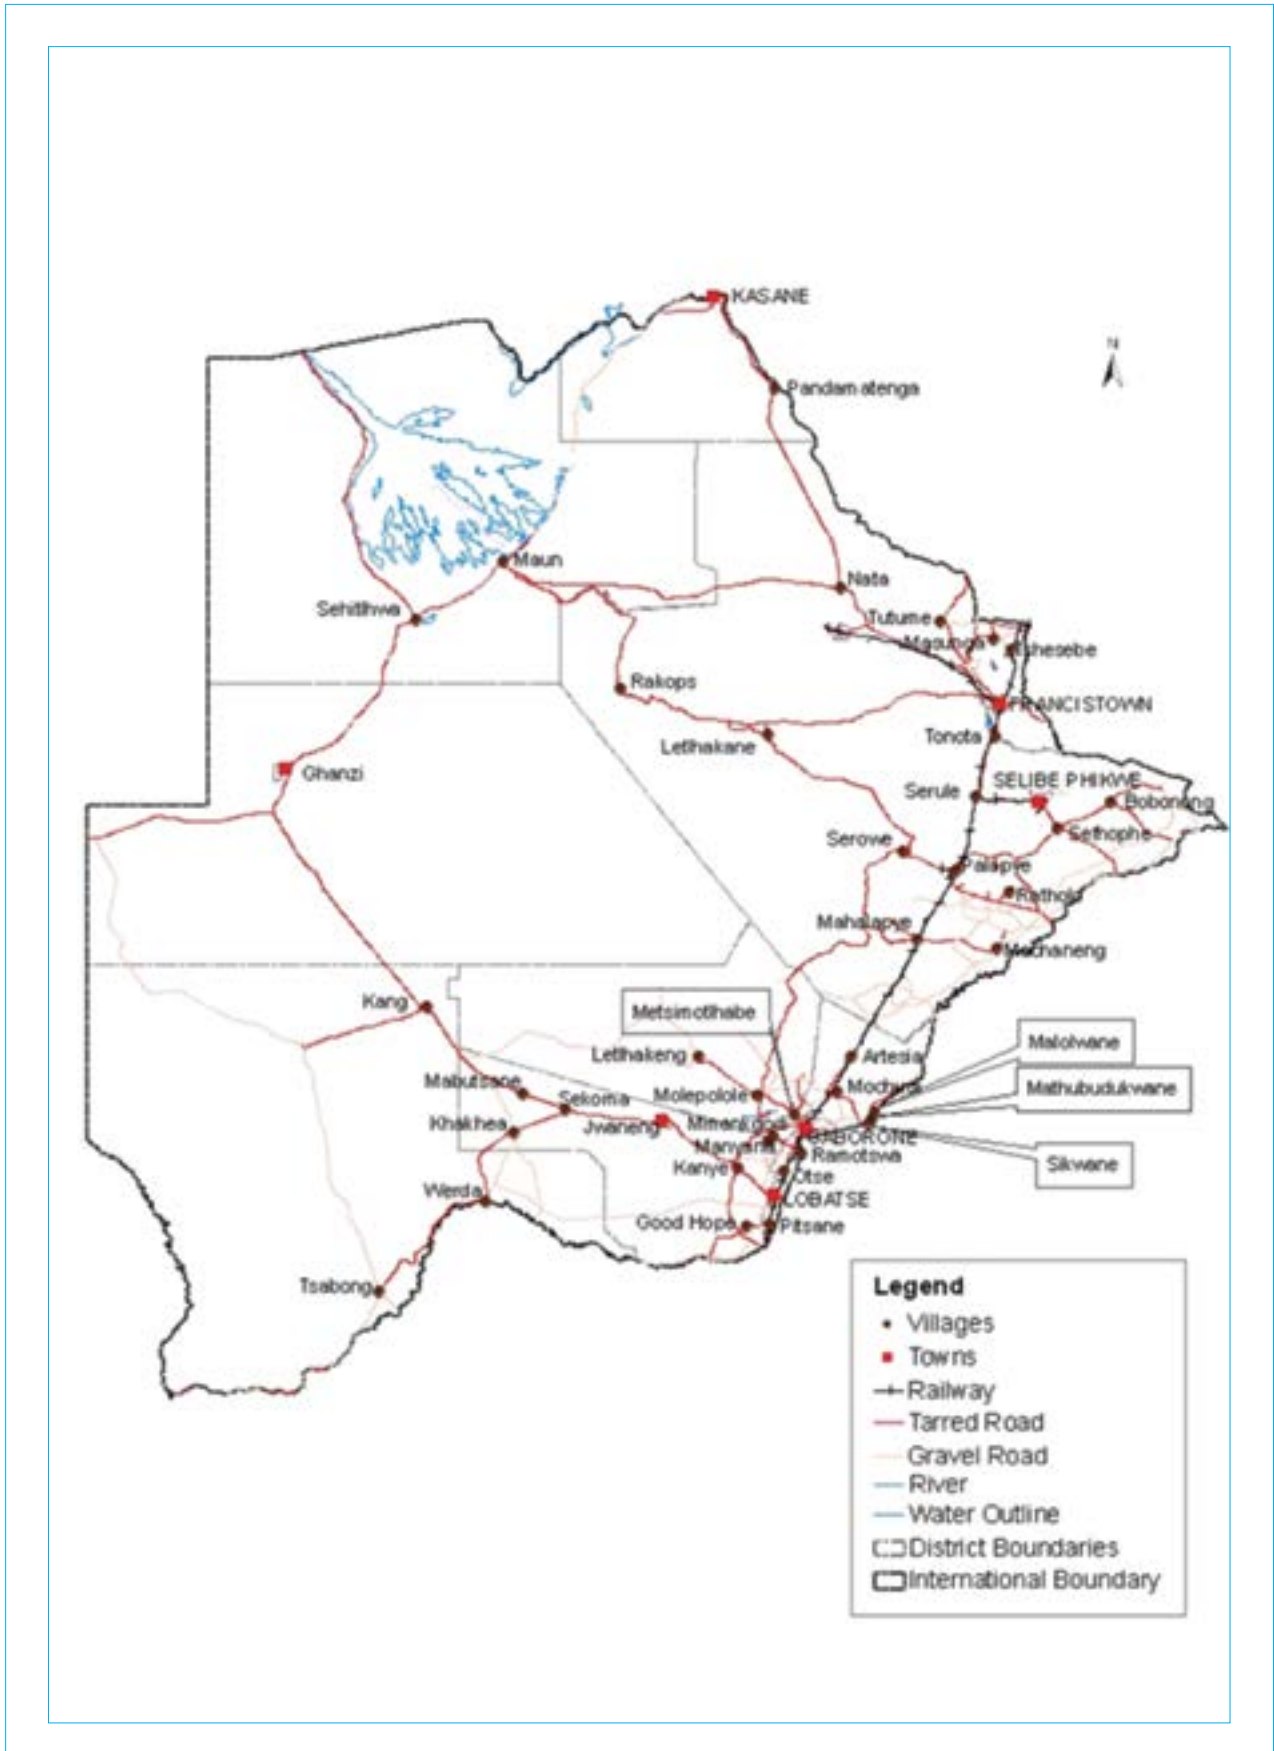 KASANE
N
Pandamatenga
Maun
Nata
Sehitlhwa
Tutume
Masunga
Tshesebe
Rakops
FRANCISTOWN
Letlhakane
Tonota
Ghanzi
SELIBE PHIKWE
Serule
Bobonong
Sethophe
Serowe
Palapye
Ratholo
Mahalapye
Machaneng
Kang
Metsimotlhabe
Malolwane
Letlhakeng
Artesia
Mabutsane
Sekoma
Molepolole
Mochudi
Mathubudukwane
Khakhea
Jwaneng
GABORONE
Manyana
Ramotswa
Kanye
Otse
Sikwane
Werda
LOBATSE
Good Hope
Pitsane
Tsabong
Legend
Villages
Towns
Railway
Tarred Road
Gravel Road
River
Water Outline
District Boundaries
International Boundary